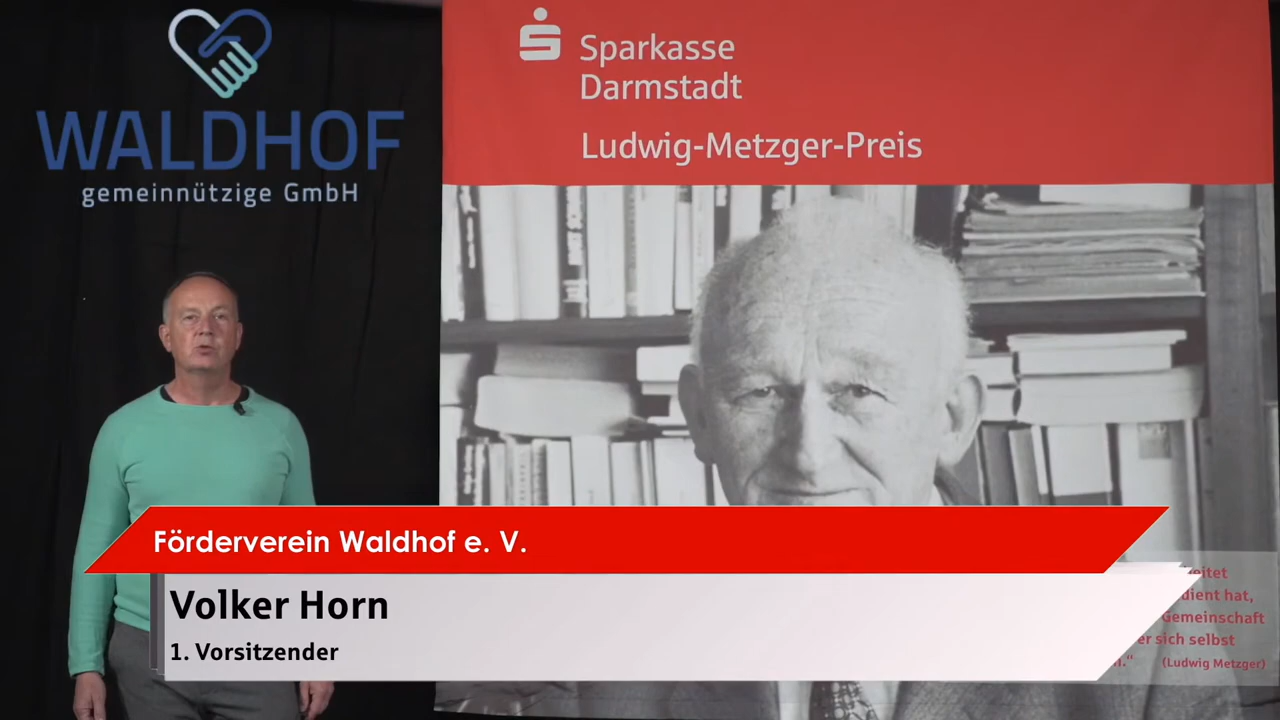 WALDHOF
gemeinnützige GmbH
Sparkasse
Darmstadt
Ludwig-Metzger-Preis
Förderverein Waldhof e. V.
Volker Horn
1. Vorsitzender
dient hat,
Gemeinschaft
er sich selbst
(Ludwig Metzger)